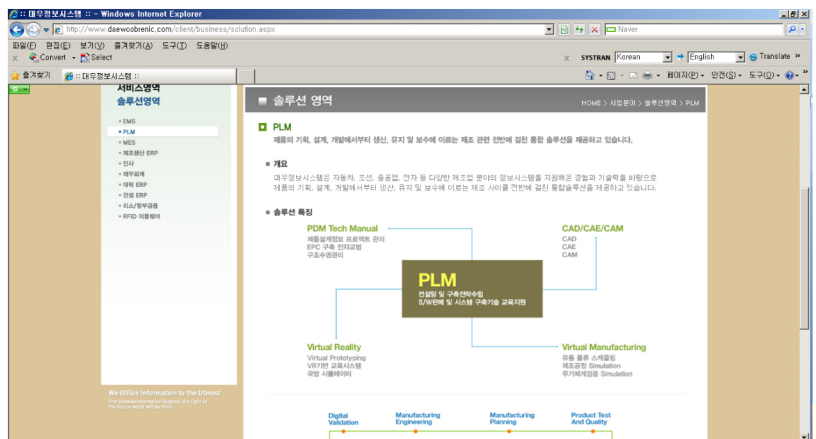 :: 대우정보시스템 :: - Windows Internet Explorer
http://www.daewoobrenic.com/client/business/solution.aspx
Naver
파일(F) 편집(E) 보기(V) 즐겨찾기(A) 도구(T) 도움말(H)
x Convert Select
x SYSTRAN Korean English Translate »
즐겨찾기 :: 대우정보시스템 ::
페이지(P) 안전(S) 도구(O) »
서비스영역
솔루션영역
EMS
PLM
MES
제조생산 ERP
인사
재무회계
대학 ERP
건설 ERP
RFID 미들웨어
We Utilize Information to the Utmost
솔루션 영역
HOME > 사업분야 > 솔루션영역 > PLM
PLM
제품의 기획, 설계, 개발에서부터 생산, 유지 및 보수에 이르는 제조 관련 전반에 걸친 통합 솔루션을 제공하고 있습니다.
개요
대우정보시스템은 자동차, 조선, 중공업, 전자 등 다양한 제조업 분야의 정보시스템을 지원해온 경험과 기술력을 바탕으로
제품의 기획, 설계, 개발에서부터 생산, 유지 및 보수에 이르는 제조 사이클 전반에 걸친 통합솔루션을 제공하고 있습니다.
솔루션 특징
PDM Tech Manual
제품설계정보 프로젝트 관리
EPC 구축 전자교범
구조수명관리
CAD/CAE/CAM
CAD
CAE
CAM
PLM
컨설팅 및 구축전략수립
S/W판매 및 시스템 구축기술 교육지원
Virtual Reality
Virtual Prototyping
VR기반 교육시스템
국방 시뮬레이터
Virtual Manufacturing
유통 물류 스케쥴링
제조공정 Simulation
무기체계검증 Simulation
Digital Validation
Manufacturing Engineering
Manufacturing Planning
Product Test And Quality